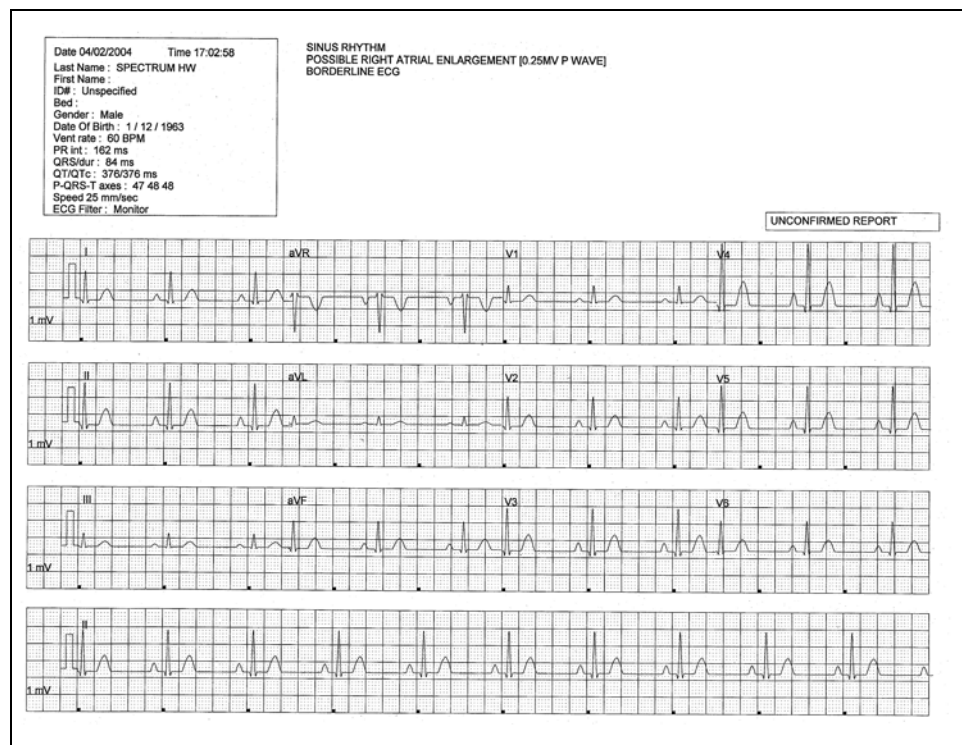 Date 04/02/2004 Time 17:02:58
Last Name : SPECTRUM HW
First Name :
ID# : Unspecified
Bed :
Gender : Male
Date Of Birth : 1 / 12 / 1963
Vent rate : 60 BPM
PR int : 162 ms
QRS/dur : 84 ms
QT/QTc : 376/376 ms
P-QRS-T axes : 47 48 48
Speed 25 mm/sec
ECG Filter : Monitor
SINUS RHYTHM
POSSIBLE RIGHT ATRIAL ENLARGEMENT [0.25MV P WAVE]
BORDERLINE ECG
UNCONFIRMED REPORT
I aVR V1 V4
1 mV
II aVL V2 V5
1 mV
III aVF V3 V6
1 mV
II
1 mV